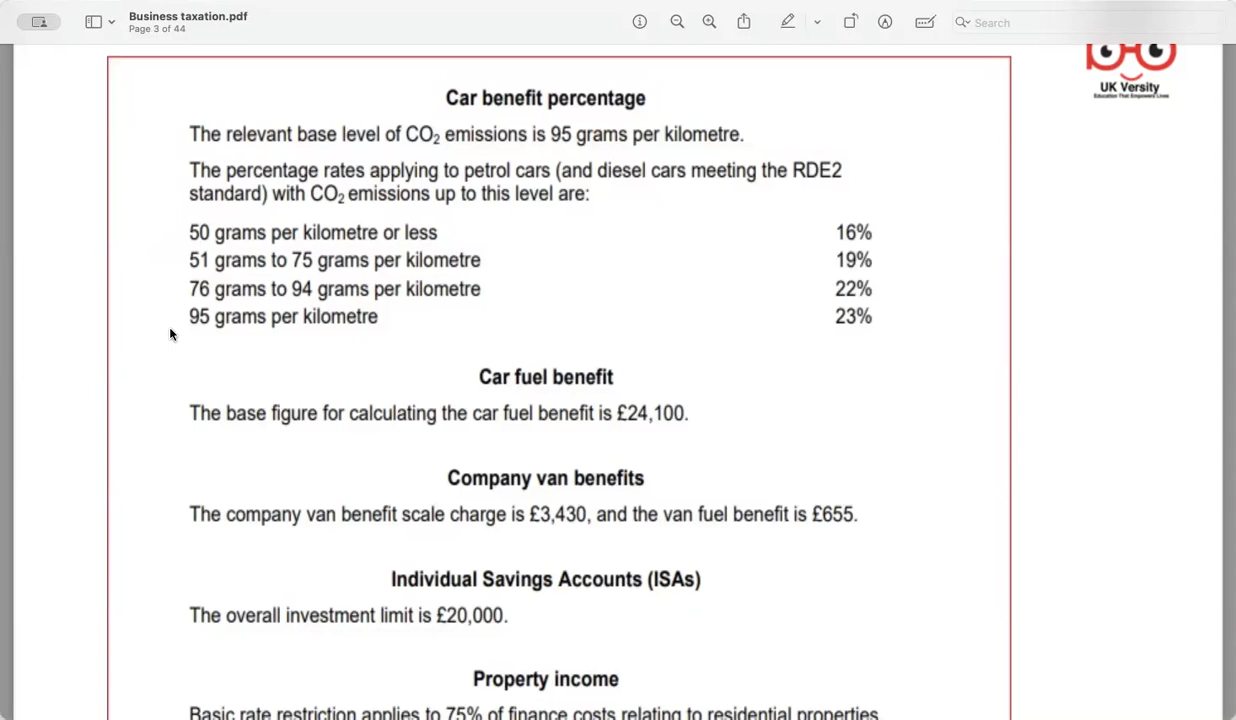 Business taxation.pdf
Page 3 of 44
Search
UK Versity
Education That Empowers Lives
Car benefit percentage
The relevant base level of CO₂ emissions is 95 grams per kilometre.
The percentage rates applying to petrol cars (and diesel cars meeting the RDE2
standard) with CO₂ emissions up to this level are:
50 grams per kilometre or less 16%
51 grams to 75 grams per kilometre 19%
76 grams to 94 grams per kilometre 22%
95 grams per kilometre 23%
Car fuel benefit
The base figure for calculating the car fuel benefit is £24,100.
Company van benefits
The company van benefit scale charge is £3,430, and the van fuel benefit is £655.
Individual Savings Accounts (ISAs)
The overall investment limit is £20,000.
Property income
Basic rate restriction applies to 75% of finance costs relating to residential properties